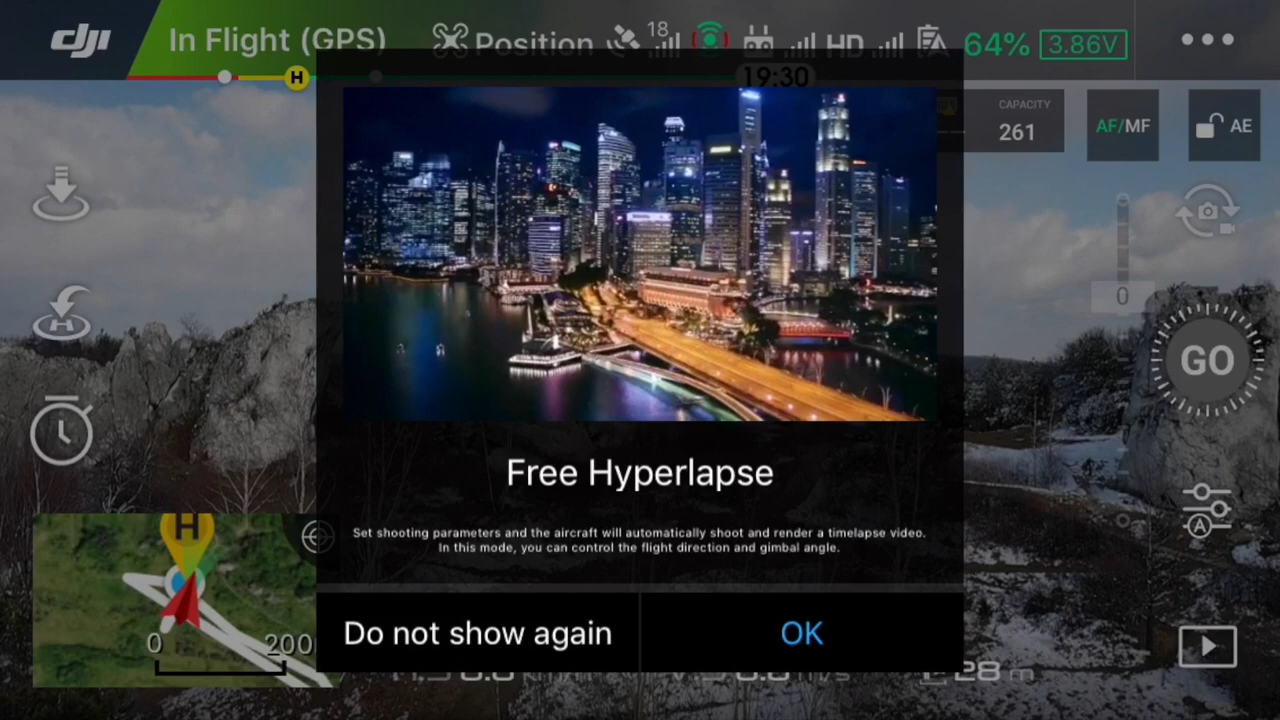 dji
In Flight (GPS)
Position
18
HD
64%
3.86V
H
19:30
CAPACITY
261
AF/MF
AE
0
GO
Free Hyperlapse
Set shooting parameters and the aircraft will automatically shoot and render a timelapse video.
In this mode, you can control the flight direction and gimbal angle.
H
0
200
A
Do not show again
OK
28 m